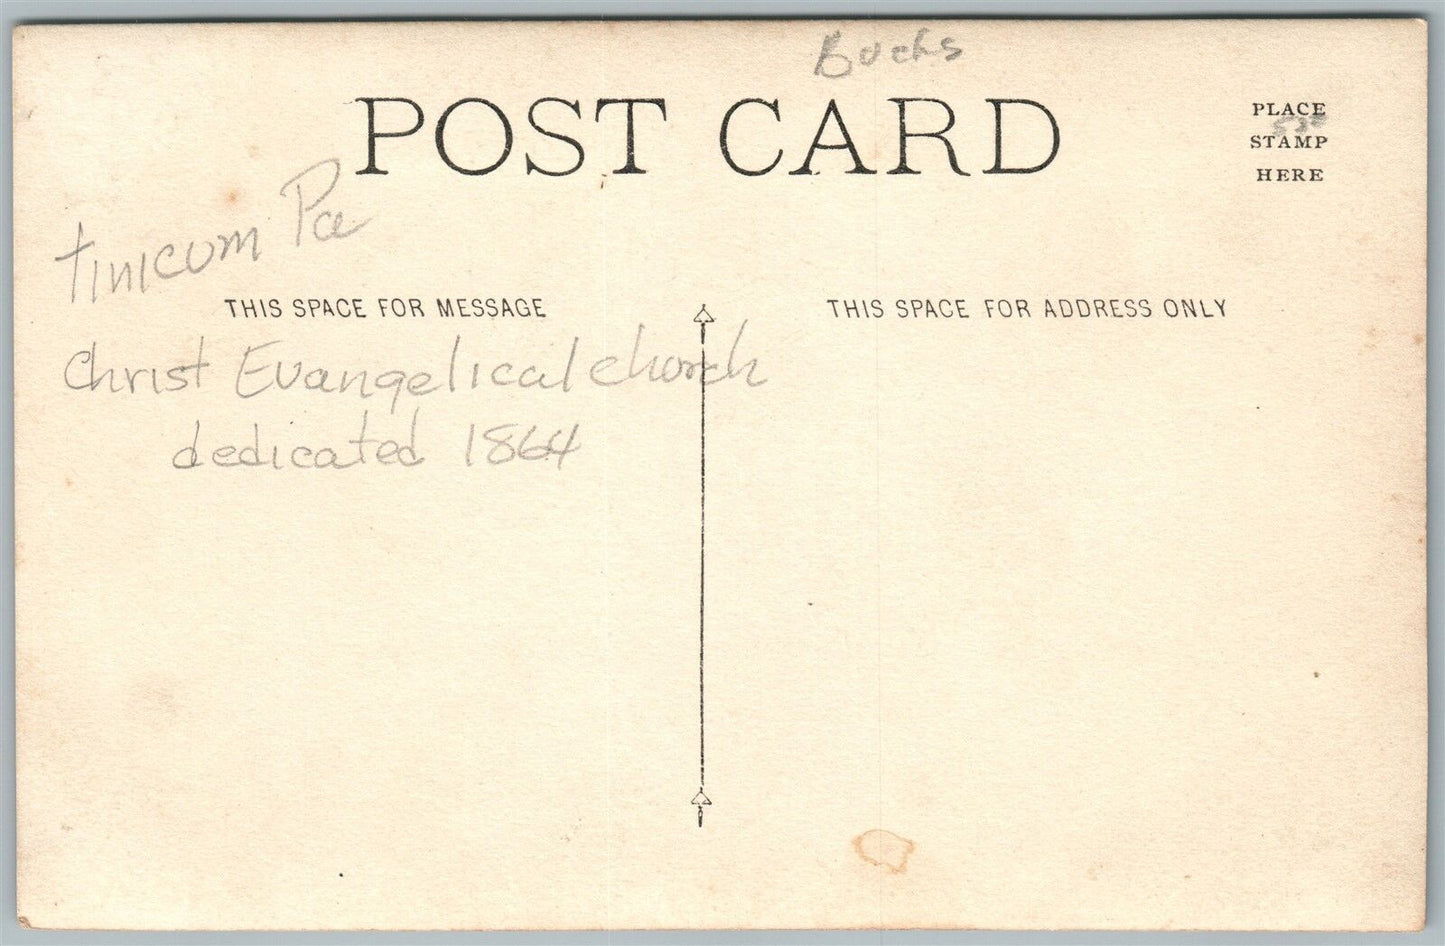 Bucks
POST CARD
PLACE
STAMP
HERE
Tinicum Pa
THIS SPACE FOR MESSAGE
THIS SPACE FOR ADDRESS ONLY
Christ Evangelical church
dedicated 1864